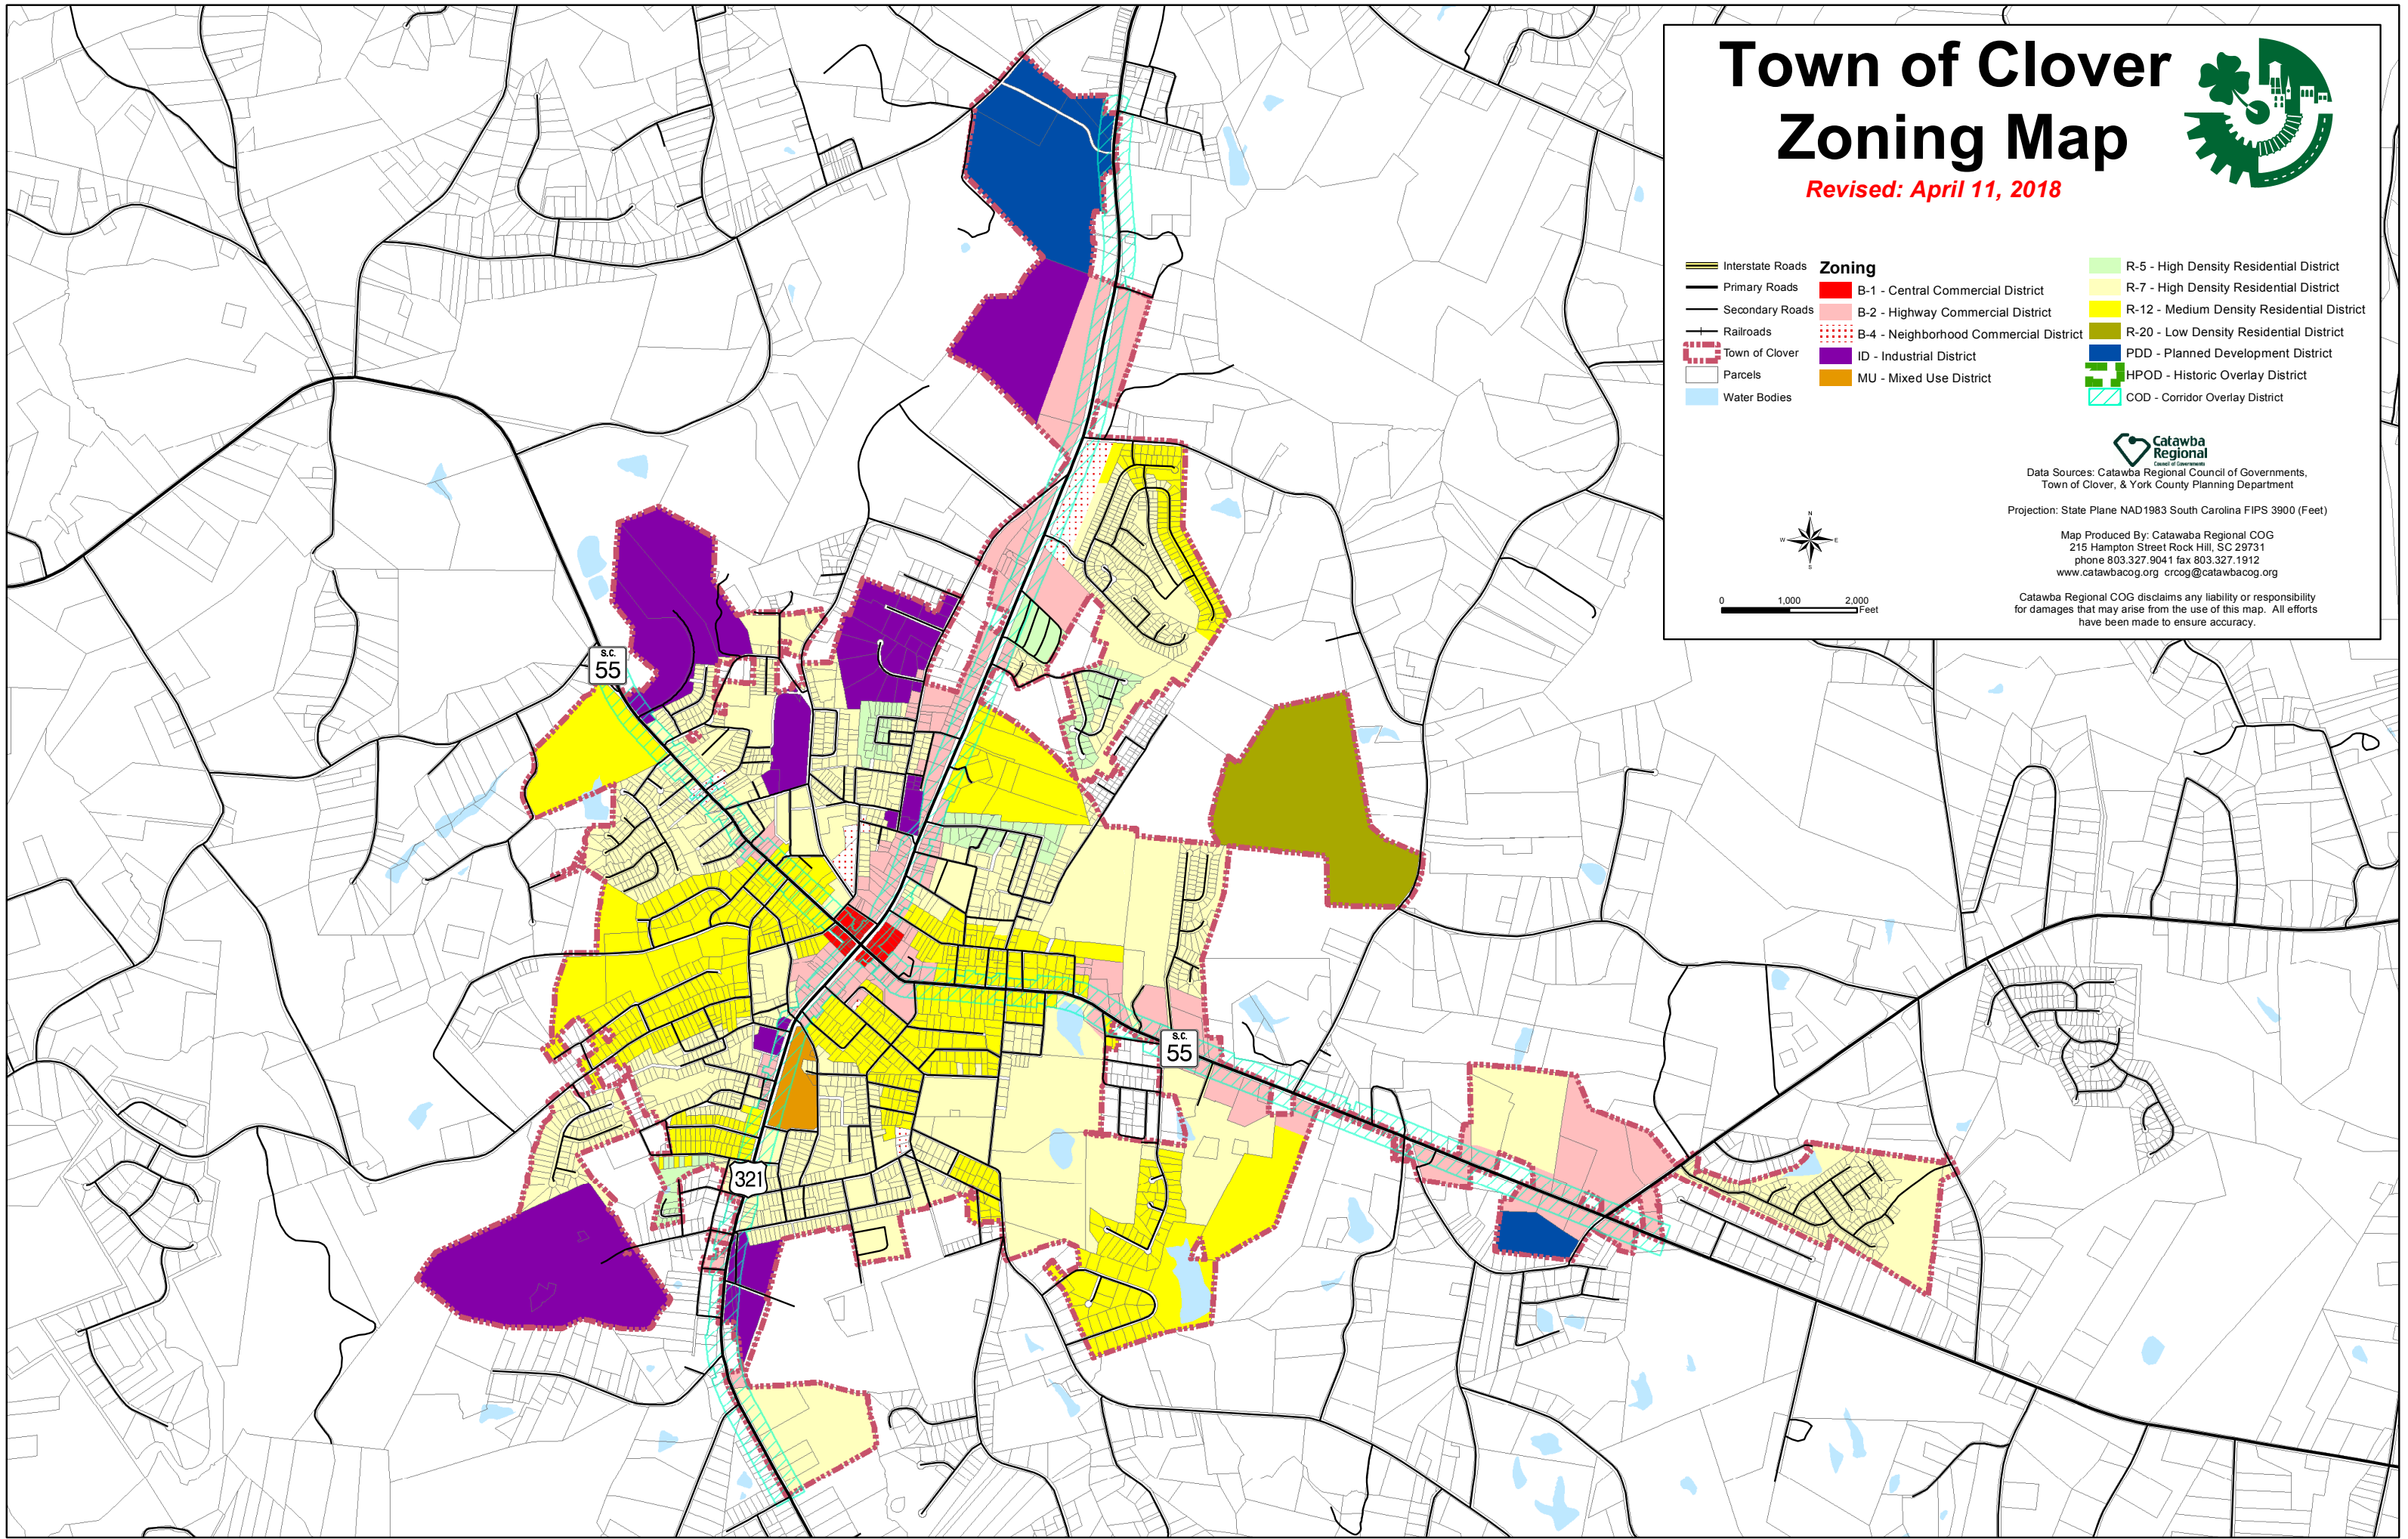 Town of Clover
Zoning Map
Revised: April 11, 2018
Interstate Roads
Primary Roads
Secondary Roads
Railroads
Town of Clover
Parcels
Water Bodies
Zoning
B-1 - Central Commercial District
B-2 - Highway Commercial District
B-4 - Neighborhood Commercial District
ID - Industrial District
MU - Mixed Use District
R-5 - High Density Residential District
R-7 - High Density Residential District
R-12 - Medium Density Residential District
R-20 - Low Density Residential District
PDD - Planned Development District
HPOD - Historic Overlay District
COD - Corridor Overlay District
Catawba
Regional
Council of Governments
Data Sources: Catawba Regional Council of Governments,
Town of Clover, & York County Planning Department
Projection: State Plane NAD1983 South Carolina FIPS 3900 (Feet)
Map Produced By: Catawaba Regional COG
215 Hampton Street Rock Hill, SC 29731
phone 803.327.9041 fax 803.327.1912
www.catawbacog.org crcog@catawbacog.org
Catawba Regional COG disclaims any liability or responsibility
for damages that may arise from the use of this map. All efforts
have been made to ensure accuracy.
N
W E
S
0 1,000 2,000
Feet
S.C.
55
S.C.
55
321